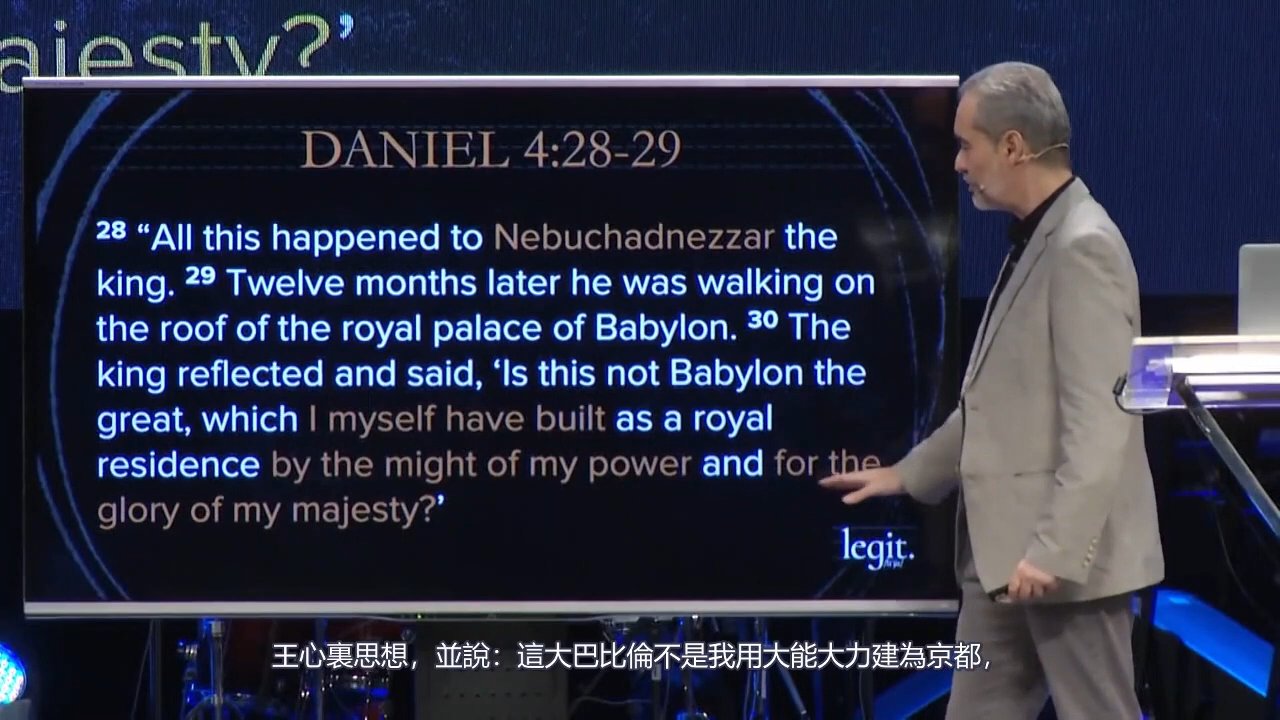 ajesty?’
DANIEL 4:28-29
28 “All this happened to Nebuchadnezzar the
king. 29 Twelve months later he was walking on
the roof of the royal palace of Babylon. 30 The
king reflected and said, ‘Is this not Babylon the
great, which I myself have built as a royal
residence by the might of my power and for the
glory of my majesty?’
legit.
王心裏思想，並說：這大巴比倫不是我用大能大力建為京都，